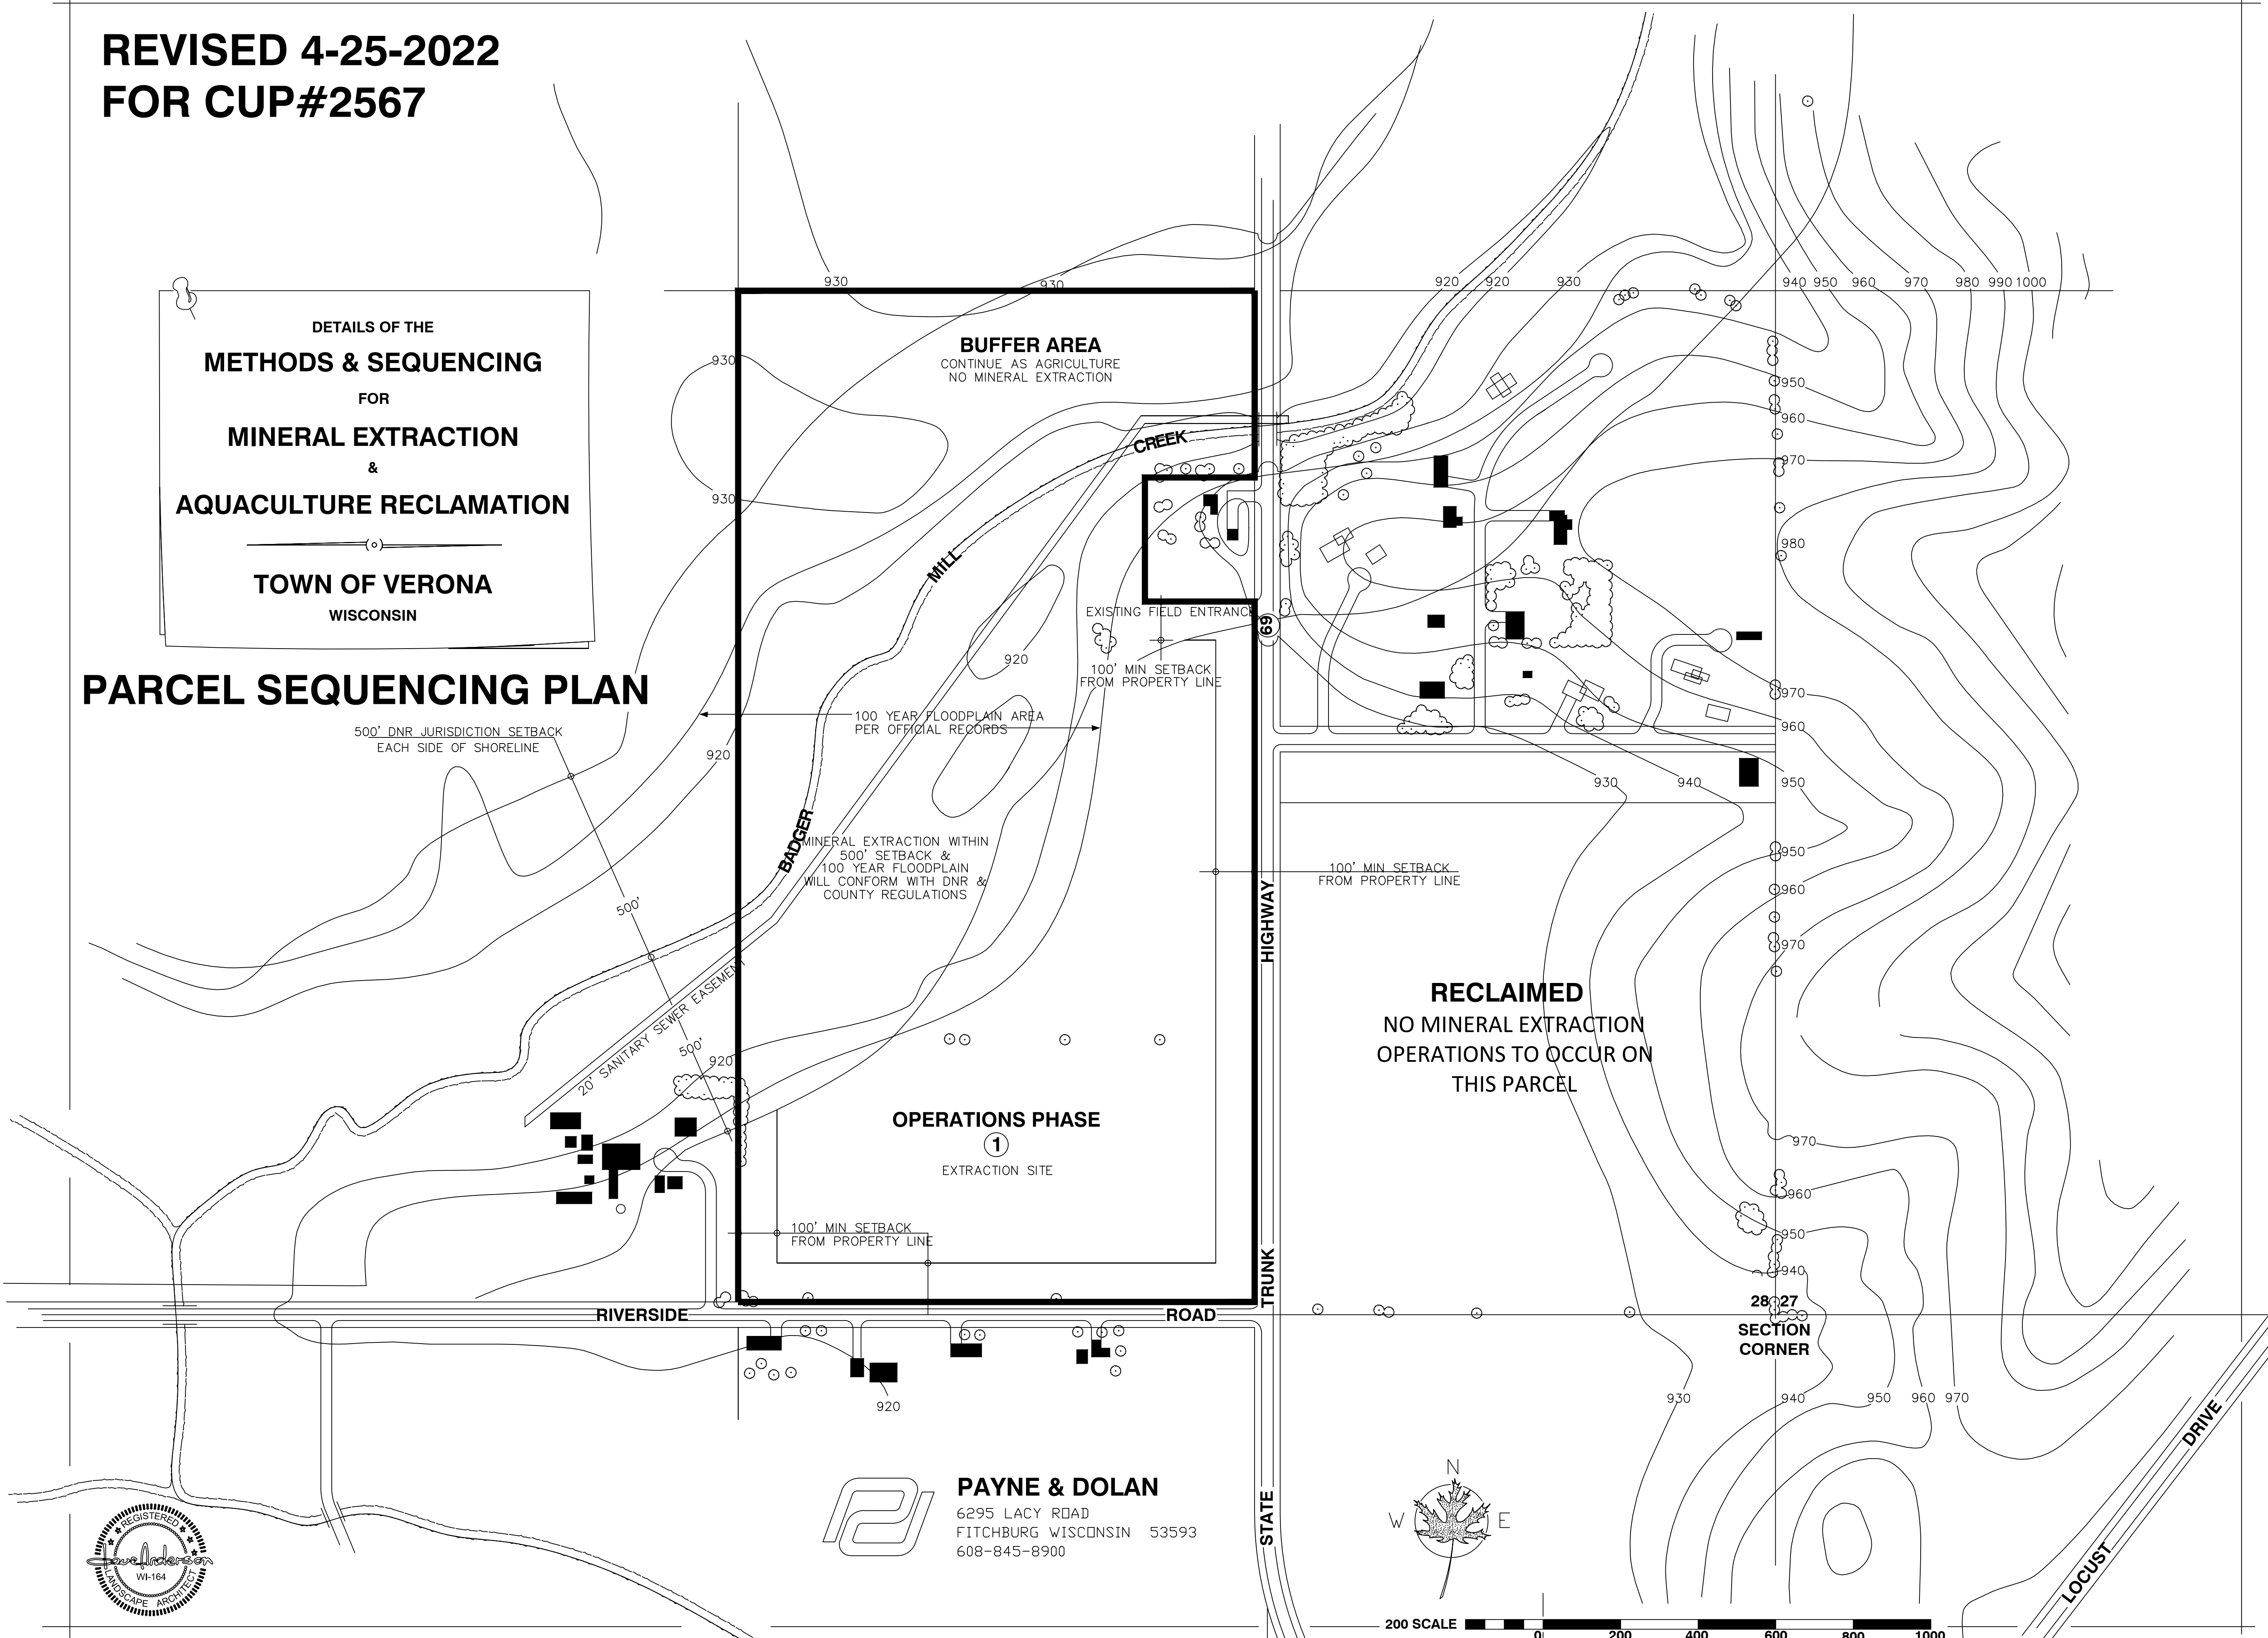 REVISED 4-25-2022
FOR CUP#2567
DETAILS OF THE
METHODS & SEQUENCING
FOR
MINERAL EXTRACTION
&
AQUACULTURE RECLAMATION
TOWN OF VERONA
WISCONSIN
PARCEL SEQUENCING PLAN
500' DNR JURISDICTION SETBACK
EACH SIDE OF SHORELINE
930
930
920
920
930
940
950
960
970
980
990
1000
BUFFER AREA
CONTINUE AS AGRICULTURE
NO MINERAL EXTRACTION
930
930
950
960
970
980
CREEK
MILL
BADGER
EXISTING FIELD ENTRANCE
69
920
100' MIN SETBACK
FROM PROPERTY LINE
100 YEAR FLOODPLAIN AREA
PER OFFICIAL RECORDS
920
970
960
930
940
950
MINERAL EXTRACTION WITHIN
500' SETBACK &
100 YEAR FLOODPLAIN
WILL CONFORM WITH DNR &
COUNTY REGULATIONS
100' MIN SETBACK
FROM PROPERTY LINE
950
960
970
500'
20' SANITARY SEWER EASEMENT
500'
920
HIGHWAY
TRUNK
STATE
RECLAIMED
NO MINERAL EXTRACTION
OPERATIONS TO OCCUR ON
THIS PARCEL
OPERATIONS PHASE
1
EXTRACTION SITE
970
960
950
940
100' MIN SETBACK
FROM PROPERTY LINE
RIVERSIDE
ROAD
28 27
SECTION
CORNER
920
930
940
950
960
970
LOCUST
DRIVE
PAYNE & DOLAN
6295 LACY ROAD
FITCHBURG WISCONSIN 53593
608-845-8900
N
W
E
REGISTERED
Dave Anderson
WI-164
LANDSCAPE ARCHITECT
200 SCALE
0
200
400
600
800
1000